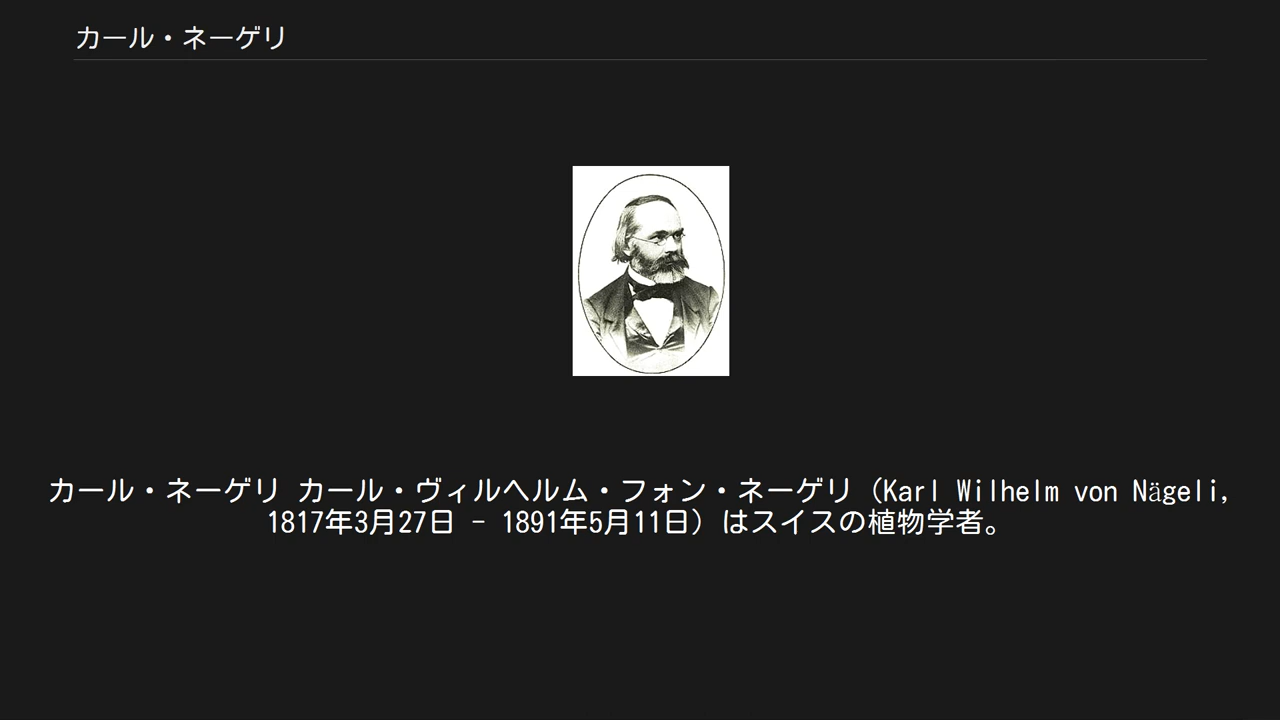 カール・ネーゲリ
カール・ネーゲリ カール・ヴィルヘルム・フォン・ネーゲリ（Karl Wilhelm von Nägeli,
1817年3月27日 - 1891年5月11日）はスイスの植物学者。